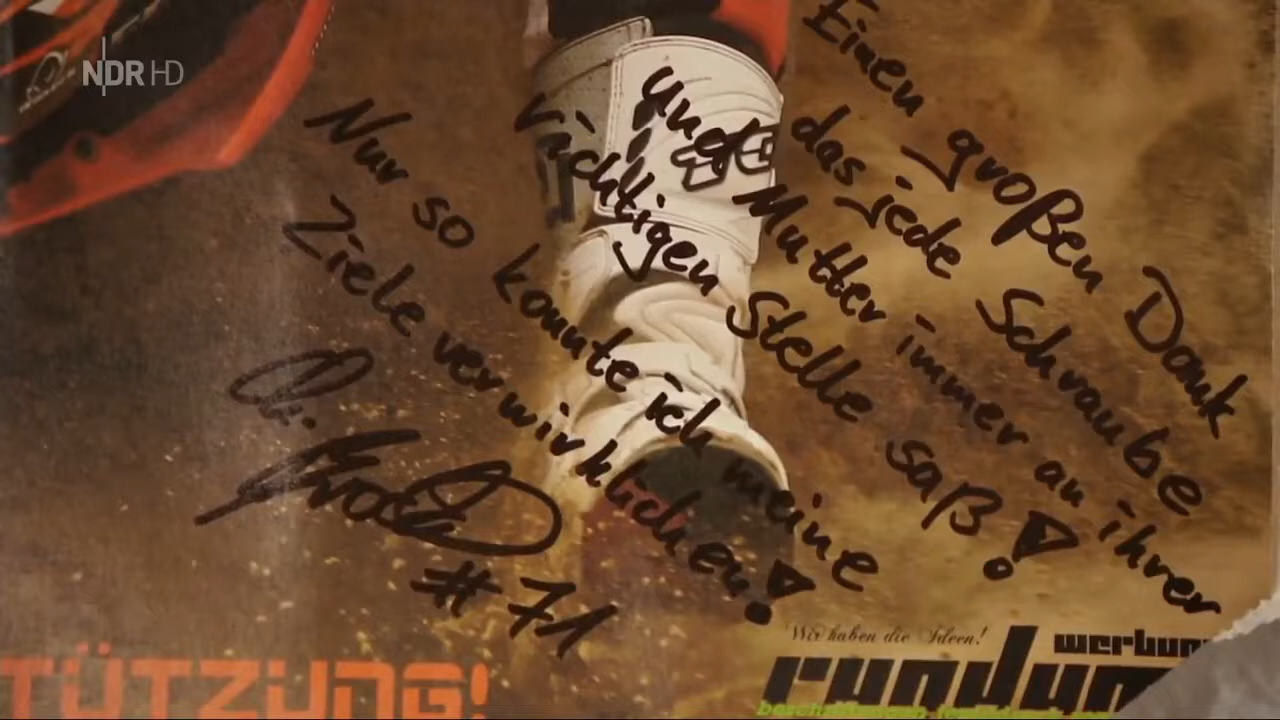 NDR HD
Einen großen Dank
das jede Schraube
und Mutter immer an ihrer
richtigen Stelle saß!
Nur so konnte ich meine
Ziele verwirklichen!
#71
TÜTZUNG!
Wir haben die Ideen!
werbun
rundum